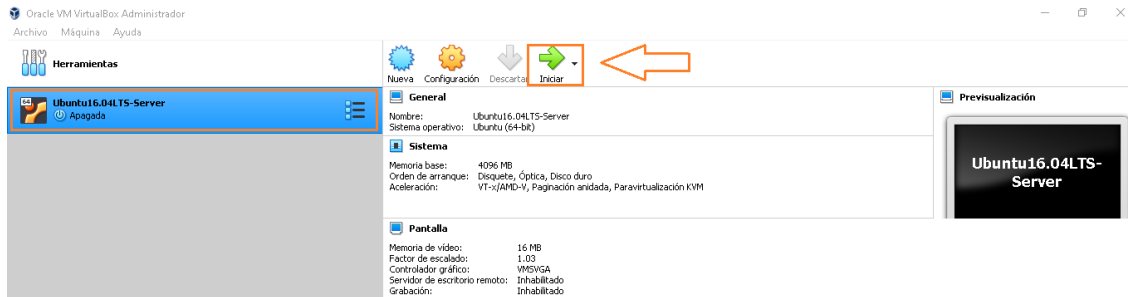 Oracle VM VirtualBox Administrador
Archivo Máquina Ayuda
Herramientas
Nueva Configuración Descartar Iniciar
64
Ubuntu16.04LTS-Server
Apagada
General
Nombre: Ubuntu16.04LTS-Server
Sistema operativo: Ubuntu (64-bit)
Sistema
Memoria base: 4096 MB
Orden de arranque: Disquete, Óptica, Disco duro
Aceleración: VT-x/AMD-V, Paginación anidada, Paravirtualización KVM
Pantalla
Memoria de vídeo: 16 MB
Factor de escalado: 1.03
Controlador gráfico: VMSVGA
Servidor de escritorio remoto: Inhabilitado
Grabación: Inhabilitado
Previsualización
Ubuntu16.04LTS-
Server